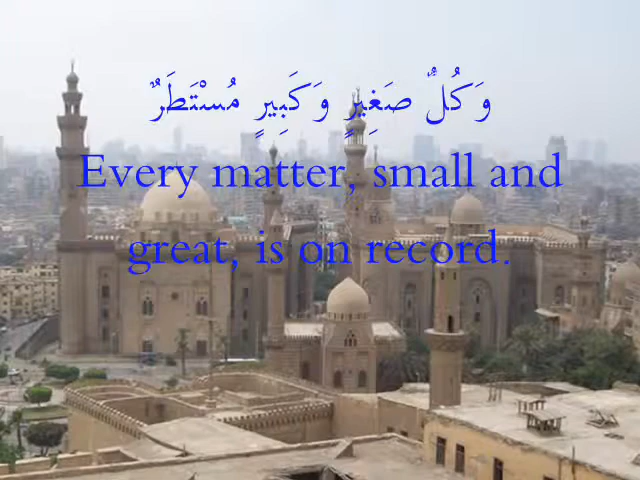 وَكُلُّ صَغِيرٍ وَكَبِيرٍ مُسْتَطَرٌ
Every matter, small and
great, is on record.